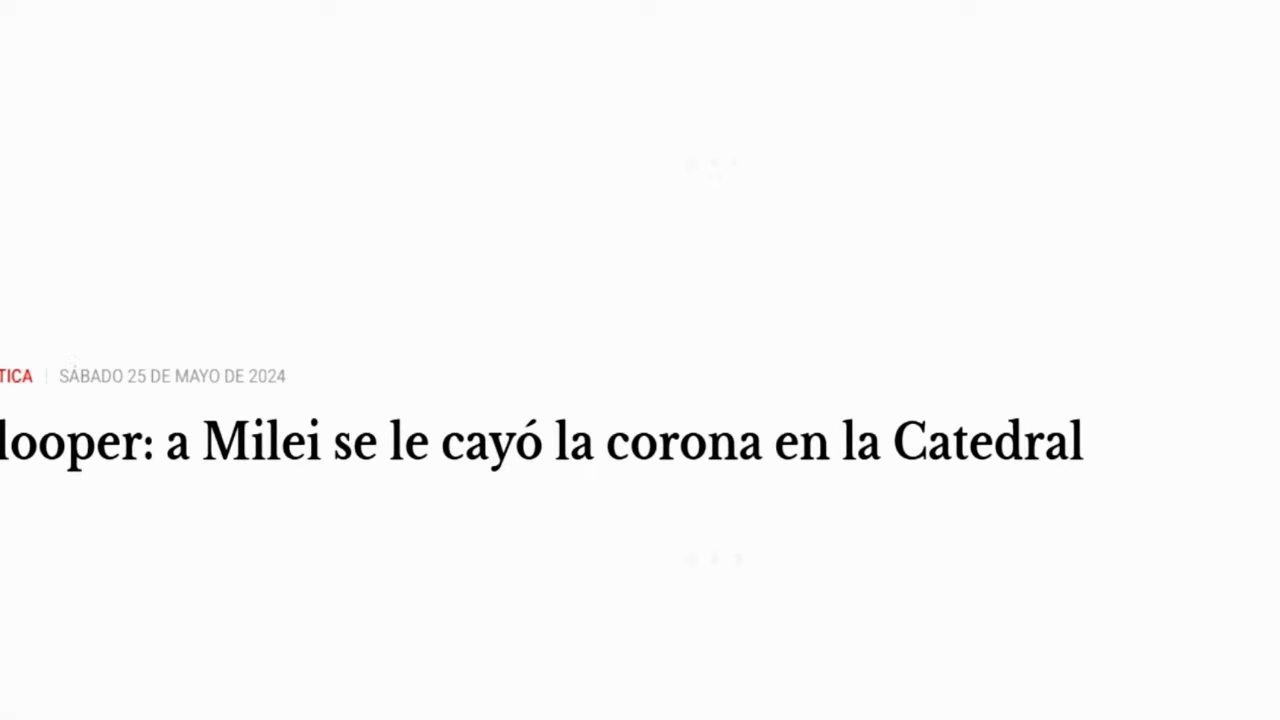 TICA | SÁBADO 25 DE MAYO DE 2024
looper: a Milei se le cayó la corona en la Catedral